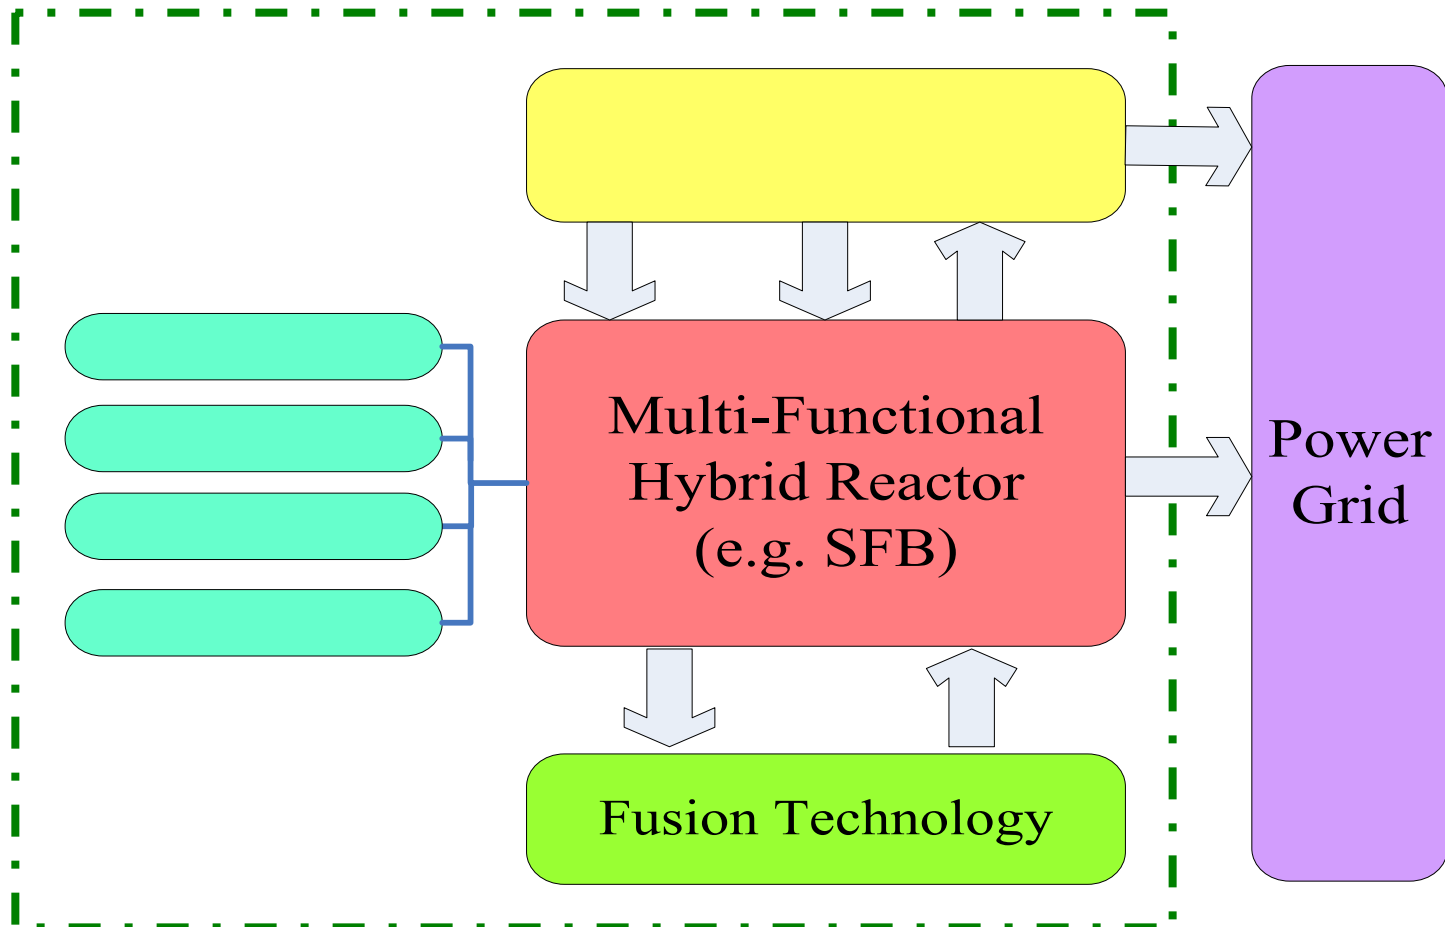 Multi-Functional
Hybrid Reactor
(e.g. SFB)
Power
Grid
Fusion Technology